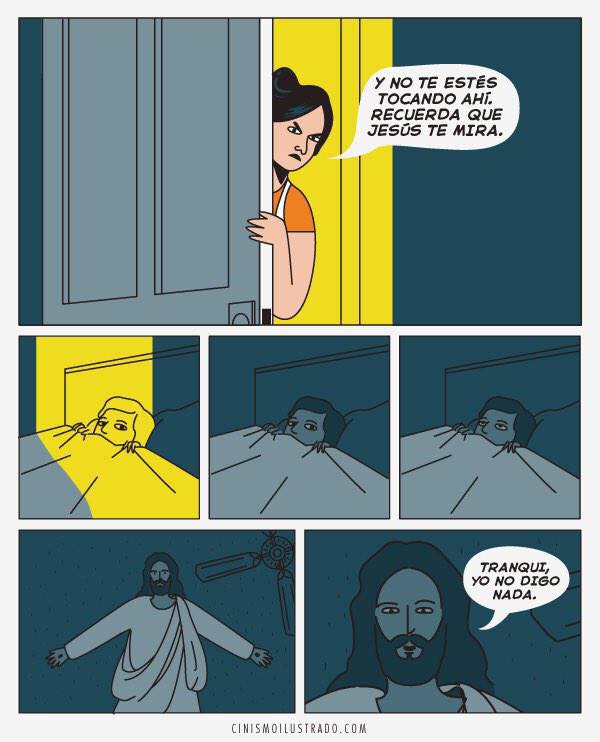 Y NO TE ESTÉS
TOCANDO AHÍ.
RECUERDA QUE
JESÚS TE MIRA.
TRANQUI,
YO NO DIGO
NADA.
CINISMOILUSTRADO.COM